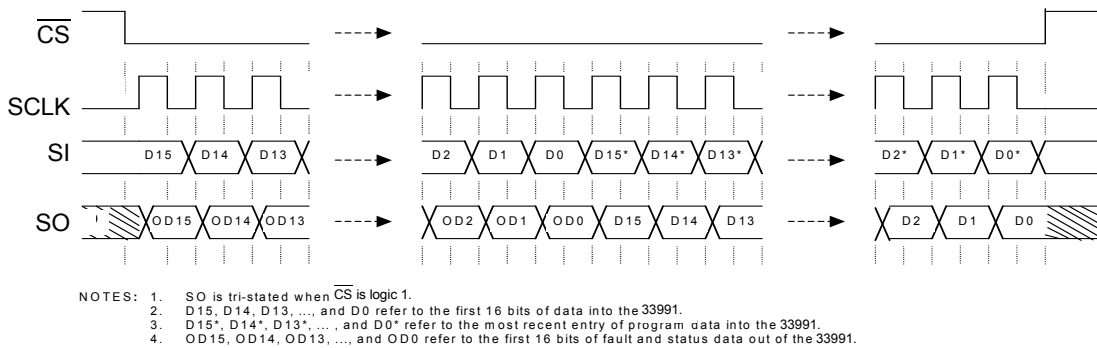 CS
SCLK
SI D15 D14 D13 D2 D1 D0 D15* D14* D13* D2* D1* D0*
SO OD15 OD14 OD13 OD2 OD1 OD0 D15 D14 D13 D2 D1 D0
NOTES: 1. SO is tri-stated when CS is logic 1.
2. D15, D14, D13, ..., and D0 refer to the first 16 bits of data into the 33991.
3. D15*, D14*, D13*, ... , and D0* refer to the most recent entry of program data into the 33991.
4. OD15, OD14, OD13, ..., and OD0 refer to the first 16 bits of fault and status data out of the 33991.